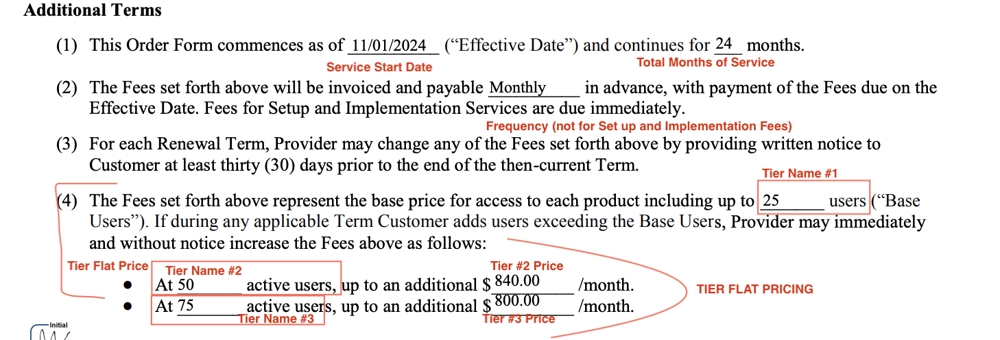 Additional Terms
(1) This Order Form commences as of 11/01/2024 (“Effective Date”) and continues for 24 months.
Service Start Date
Total Months of Service
(2) The Fees set forth above will be invoiced and payable Monthly in advance, with payment of the Fees due on the
Effective Date. Fees for Setup and Implementation Services are due immediately.
Frequency (not for Set up and Implementation Fees)
(3) For each Renewal Term, Provider may change any of the Fees set forth above by providing written notice to
Customer at least thirty (30) days prior to the end of the then-current Term.
Tier Name #1
(4) The Fees set forth above represent the base price for access to each product including up to 25 users (“Base
Users”). If during any applicable Term Customer adds users exceeding the Base Users, Provider may immediately
and without notice increase the Fees above as follows:
Tier Flat Price
Tier Name #2
Tier #2 Price
● At 50 active users, up to an additional $ 840.00 /month.
TIER FLAT PRICING
● At 75 active users, up to an additional $ 800.00 /month.
Tier Name #3
Tier #3 Price
Initial